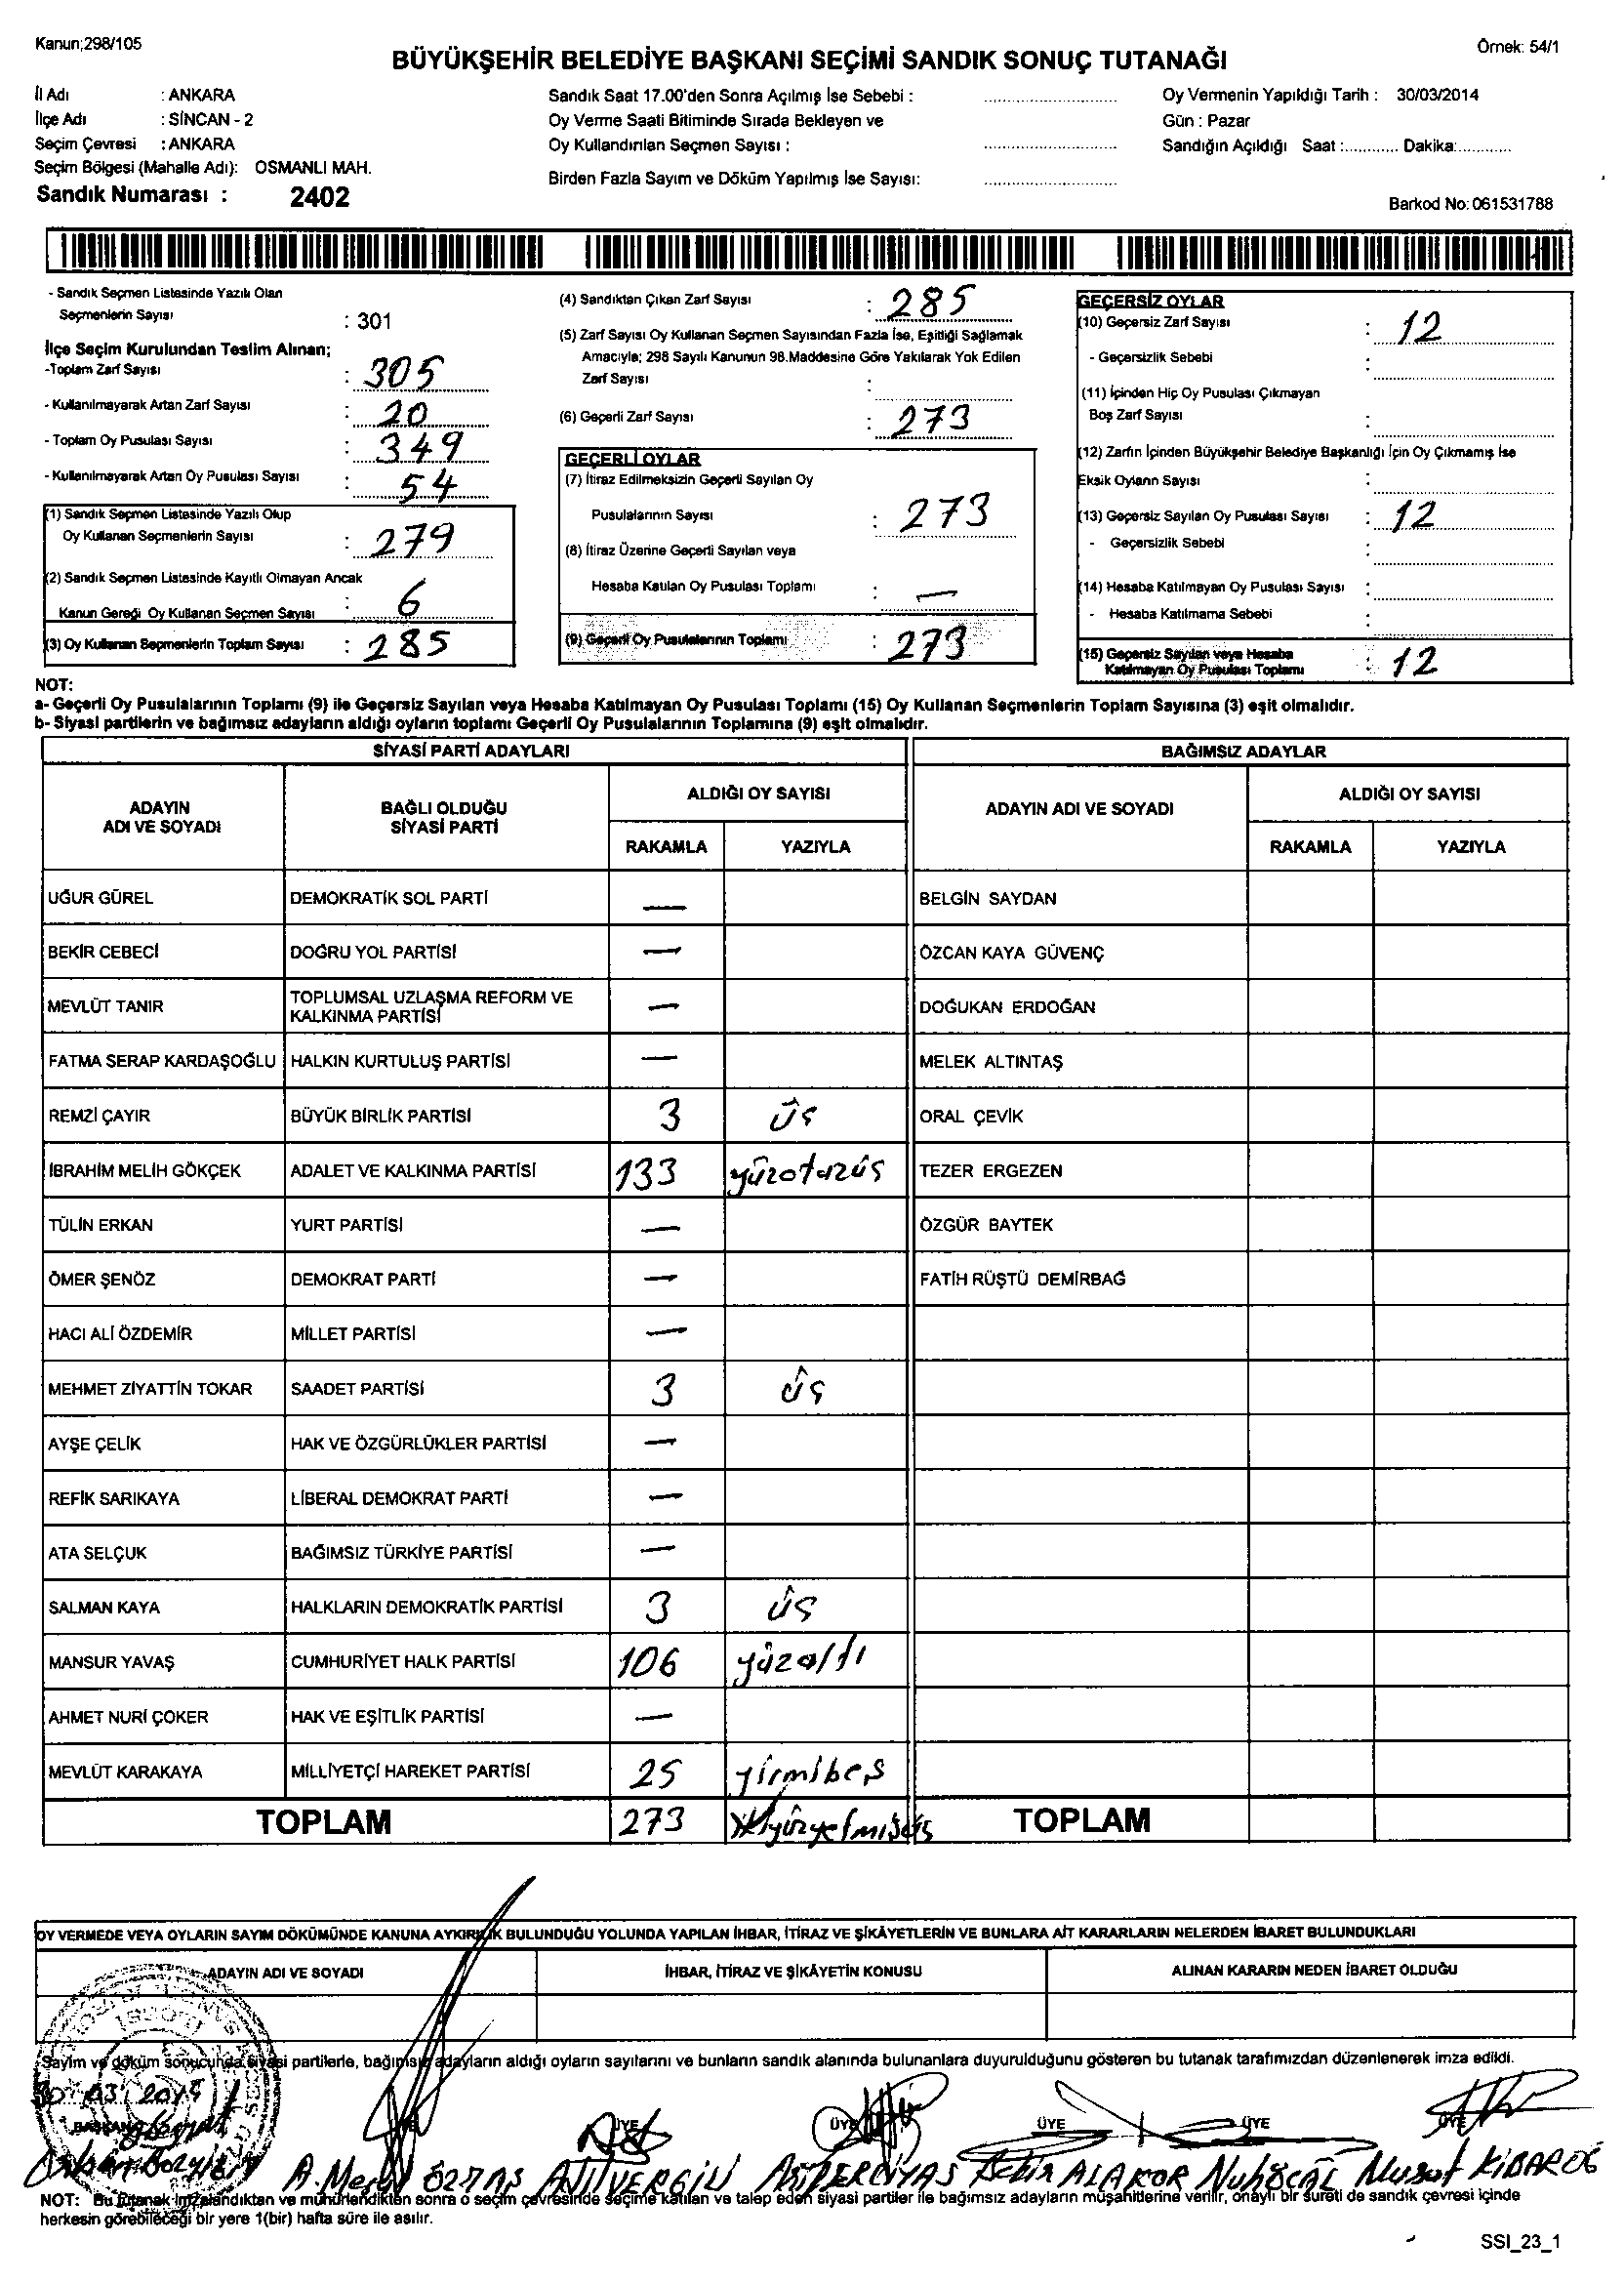 Kanun;298/105
Örnek: 54/1
BÜYÜKŞEHİR BELEDİYE BAŞKANI SEÇİMİ SANDIK SONUÇ TUTANAĞI
İl Adı : ANKARA
İlçe Adı : SİNCAN - 2
Seçim Çevresi : ANKARA
Seçim Bölgesi (Mahalle Adı): OSMANLI MAH.
Sandık Numarası : 2402
Sandık Saat 17.00'den Sonra Açılmış İse Sebebi :
Oy Verme Saati Bitiminde Sırada Bekleyen ve
Oy Kullandırılan Seçmen Sayısı :
Birden Fazla Sayım ve Döküm Yapılmış İse Sayısı:
Oy Vermenin Yapıldığı Tarih : 30/03/2014
Gün : Pazar
Sandığın Açıldığı Saat :............ Dakika:............
Barkod No: 061531788
- Sandık Seçmen Listesinde Yazılı Olan
Seçmenlerin Sayısı : 301
İlçe Seçim Kurulundan Teslim Alınan;
-Toplam Zarf Sayısı : 305
- Kullanılmayarak Artan Zarf Sayısı : 20
- Toplam Oy Pusulası Sayısı : 349
- Kullanılmayarak Artan Oy Pusulası Sayısı : 54
(1) Sandık Seçmen Listesinde Yazılı Olup
Oy Kullanan Seçmenlerin Sayısı : 279
(2) Sandık Seçmen Listesinde Kayıtlı Olmayan Ancak
Kanun Gereği Oy Kullanan Seçmen Sayısı : 6
(3) Oy Kullanan Seçmenlerin Toplam Sayısı : 285
(4) Sandıktan Çıkan Zarf Sayısı : 285
(5) Zarf Sayısı Oy Kullanan Seçmen Sayısından Fazla İse, Eşitliği Sağlamak
Amacıyla; 298 Sayılı Kanunun 98.Maddesine Göre Yakılarak Yok Edilen
Zarf Sayısı :
(6) Geçerli Zarf Sayısı : 273
GEÇERLİ OYLAR
(7) İtiraz Edilmeksizin Geçerli Sayılan Oy
Pusulalarının Sayısı : 273
(8) İtiraz Üzerine Geçerli Sayılan veya
Hesaba Katılan Oy Pusulası Toplamı : —
(9) Geçerli Oy Pusulalarının Toplamı : 273
GEÇERSİZ OYLAR
(10) Geçersiz Zarf Sayısı : 12
- Geçersizlik Sebebi :
(11) İçinden Hiç Oy Pusulası Çıkmayan
Boş Zarf Sayısı :
(12) Zarfın İçinden Büyükşehir Belediye Başkanlığı İçin Oy Çıkmamış İse
Eksik Oyların Sayısı :
(13) Geçersiz Sayılan Oy Pusulası Sayısı : 12
- Geçersizlik Sebebi :
(14) Hesaba Katılmayan Oy Pusulası Sayısı :
- Hesaba Katılmama Sebebi :
(15) Geçersiz Sayılan veya Hesaba
Katılmayan Oy Pusulası Toplamı : 12
NOT:
a- Geçerli Oy Pusulalarının Toplamı (9) ile Geçersiz Sayılan veya Hesaba Katılmayan Oy Pusulası Toplamı (15) Oy Kullanan Seçmenlerin Toplam Sayısına (3) eşit olmalıdır.
b- Siyasi partilerin ve bağımsız adayların aldığı oyların toplamı Geçerli Oy Pusulalarının Toplamına (9) eşit olmalıdır.
SİYASİ PARTİ ADAYLARI BAĞIMSIZ ADAYLAR
ADAYIN ADI VE SOYADI BAĞLI OLDUĞU SİYASİ PARTİ ALDIĞI OY SAYISI ADAYIN ADI VE SOYADI ALDIĞI OY SAYISI
RAKAMLA YAZIYLA RAKAMLA YAZIYLA
UĞUR GÜREL DEMOKRATİK SOL PARTİ — BELGİN SAYDAN
BEKİR CEBECİ DOĞRU YOL PARTİSİ — ÖZCAN KAYA GÜVENÇ
MEVLÜT TANIR TOPLUMSAL UZLAŞMA REFORM VE KALKINMA PARTİSİ — DOĞUKAN ERDOĞAN
FATMA SERAP KARDAŞOĞLU HALKIN KURTULUŞ PARTİSİ — MELEK ALTINTAŞ
REMZİ ÇAYIR BÜYÜK BİRLİK PARTİSİ 3 üç ORAL ÇEVİK
İBRAHİM MELİH GÖKÇEK ADALET VE KALKINMA PARTİSİ 133 yüzotuzüç TEZER ERGEZEN
TÜLİN ERKAN YURT PARTİSİ — ÖZGÜR BAYTEK
ÖMER ŞENÖZ DEMOKRAT PARTİ — FATİH RÜŞTÜ DEMİRBAĞ
HACI ALİ ÖZDEMİR MİLLET PARTİSİ —
MEHMET ZİYATTİN TOKAR SAADET PARTİSİ 3 üç
AYŞE ÇELİK HAK VE ÖZGÜRLÜKLER PARTİSİ —
REFİK SARIKAYA LİBERAL DEMOKRAT PARTİ —
ATA SELÇUK BAĞIMSIZ TÜRKİYE PARTİSİ —
SALMAN KAYA HALKLARIN DEMOKRATİK PARTİSİ 3 üç
MANSUR YAVAŞ CUMHURİYET HALK PARTİSİ 106 yüzaltı
AHMET NURİ ÇOKER HAK VE EŞİTLİK PARTİSİ —
MEVLÜT KARAKAYA MİLLİYETÇİ HAREKET PARTİSİ 25 yirmibeş
TOPLAM 273 TOPLAM
OY VERMEDE VEYA OYLARIN SAYIM DÖKÜMÜNDE KANUNA AYKIRILIK BULUNDUĞU YOLUNDA YAPILAN İHBAR, İTİRAZ VE ŞİKÂYETLERİN VE BUNLARA AİT KARARLARIN NELERDEN İBARET BULUNDUKLARI
ADAYIN ADI VE SOYADI İHBAR, İTİRAZ VE ŞİKÂYETİN KONUSU ALINAN KARARIN NEDEN İBARET OLDUĞU
Sayım ve döküm sonucunda siyasi partilerle, bağımsız adayların aldığı oyların sayılarını ve bunların sandık alanında bulunanlara duyurulduğunu gösteren bu tutanak tarafımızdan düzenlenerek imza edildi.
30.03.2014
BAŞKAN ÜYE ÜYE ÜYE ÜYE ÜYE
ALAKOR Nuh ÖCAL Murat
NOT: Bu tutanak imzalandıktan ve mühürlendikten sonra o seçim çevresinde seçime katılan ve talep eden siyasi partiler ile bağımsız adayların müşahitlerine verilir, onaylı bir sureti de sandık çevresi içinde
herkesin görebileceği bir yere 1(bir) hafta süre ile asılır.
SSI_23_1